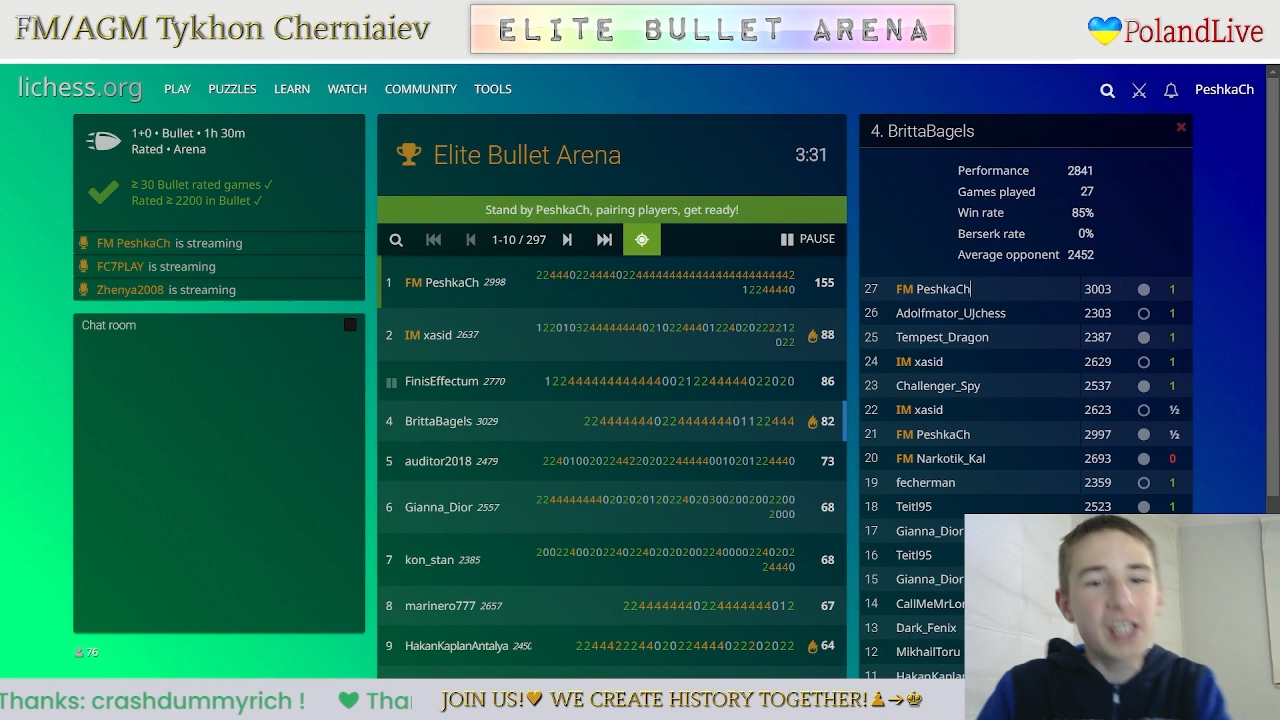 FM/AGM Tykhon Cherniaiev
ELITE BULLET ARENA
PolandLive
lichess.org PLAY PUZZLES LEARN WATCH COMMUNITY TOOLS PeshkaCh
1+0 • Bullet • 1h 30m
Rated • Arena
≥ 30 Bullet rated games ✓
Rated ≥ 2200 in Bullet ✓
FM PeshkaCh is streaming
FC7PLAY is streaming
Zhenya2008 is streaming
Chat room
76
Elite Bullet Arena 3:31
Stand by PeshkaCh, pairing players, get ready!
1-10 / 297 PAUSE
1 FM PeshkaCh 2998 155
2 IM xasid 2637 88
FinisEffectum 2770 1224444444444440021224444022020 86
4 BrittaBagels 3029 82
5 auditor2018 2479 73
6 Gianna_Dior 2557 68
7 kon_stan 2385 68
8 marinero777 2657 67
9 HakanKaplanAntalya 64
4. BrittaBagels
Performance 2841
Games played 27
Win rate 85%
Berserk rate 0%
Average opponent 2452
27 FM PeshkaCh 3003 1
26 Adolfmator_UJchess 2303 1
25 Tempest_Dragon 2387 1
24 IM xasid 2629 1
23 Challenger_Spy 2537 1
22 IM xasid 2623 ½
21 FM PeshkaCh 2997 ½
20 FM Narkotik_Kal 2693 0
19 fecherman 2359 1
18 Teitl95 2523 1
17 Gianna_Dior
16 Teitl95
15 Gianna_Dior
14 CallMeMrLor
13 Dark_Fenix
12 MikhailToru
11 HakanKaplan
Thanks: crashdummyrich ! Tha
JOIN US! WE CREATE HISTORY TOGETHER!